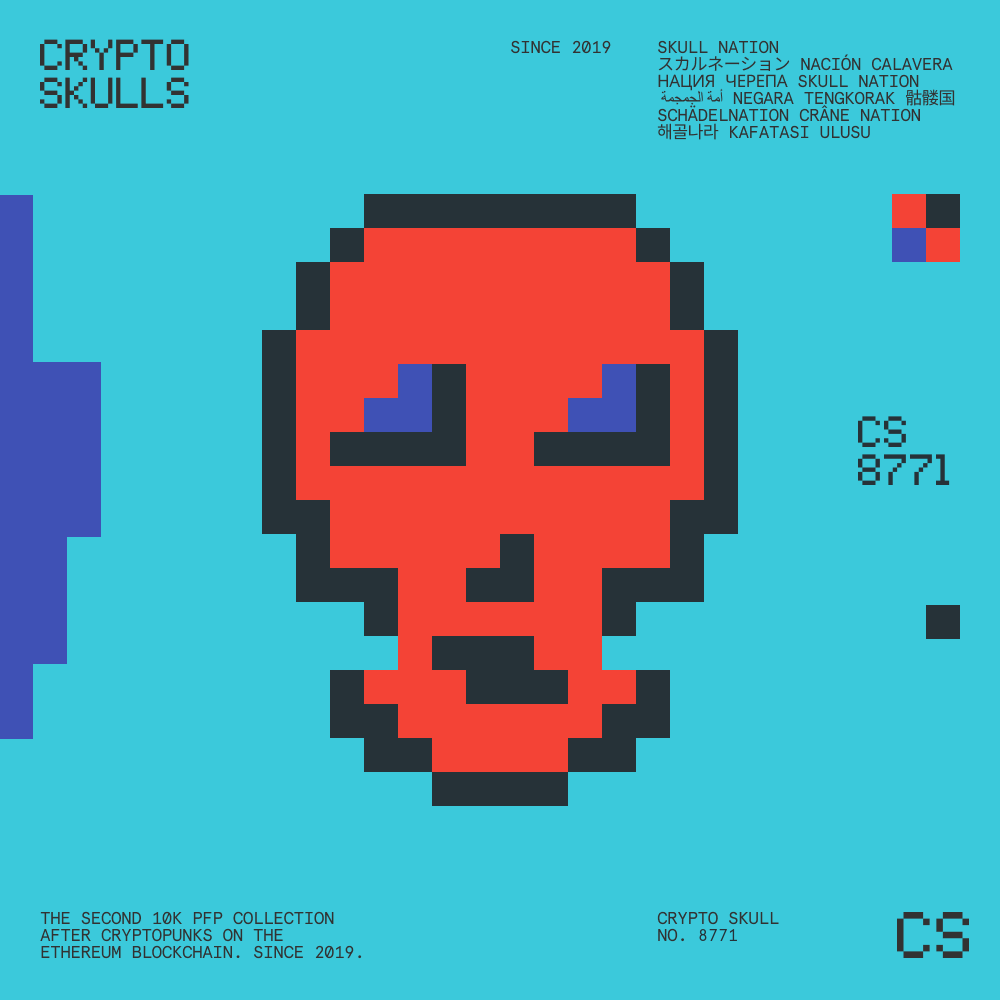 CRYPTO
SKULLS
SINCE 2019
SKULL NATION
スカルネーション NACIÓN CALAVERA
НАЦИЯ ЧЕРЕПА SKULL NATION
أمة الجمجمة NEGARA TENGKORAK 骷髅国
SCHÄDELNATION CRÂNE NATION
해골나라 KAFATASI ULUSU
CS
8771
THE SECOND 10K PFP COLLECTION
AFTER CRYPTOPUNKS ON THE
ETHEREUM BLOCKCHAIN. SINCE 2019.
CRYPTO SKULL
NO. 8771
CS